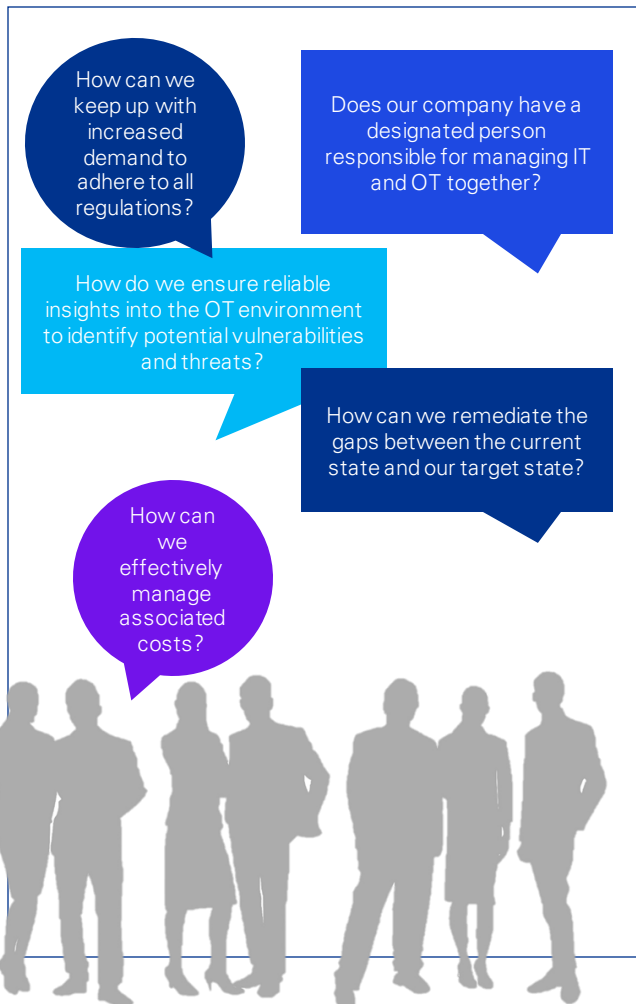 How can we
keep up with
increased
demand to
adhere to all
regulations?
Does our company have a
designated person
responsible for managing IT
and OT together?
How do we ensure reliable
insights into the OT environment
to identify potential vulnerabilities
and threats?
How can we remediate the
gaps between the current
state and our target state?
How can
we
effectively
manage
associated
costs?